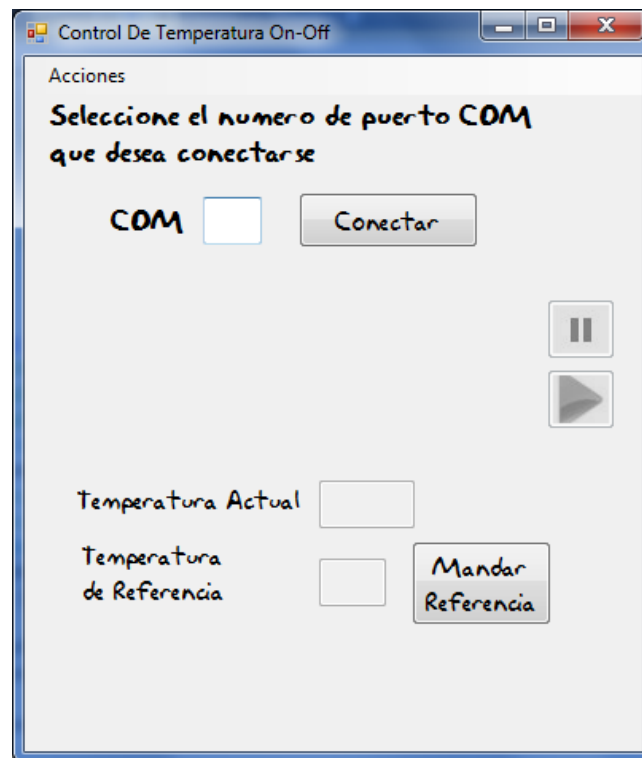 Control De Temperatura On-Off
Acciones
Seleccione el numero de puerto COM
que desea conectarse
COM
Conectar
Temperatura Actual
Temperatura
de Referencia
Mandar
Referencia